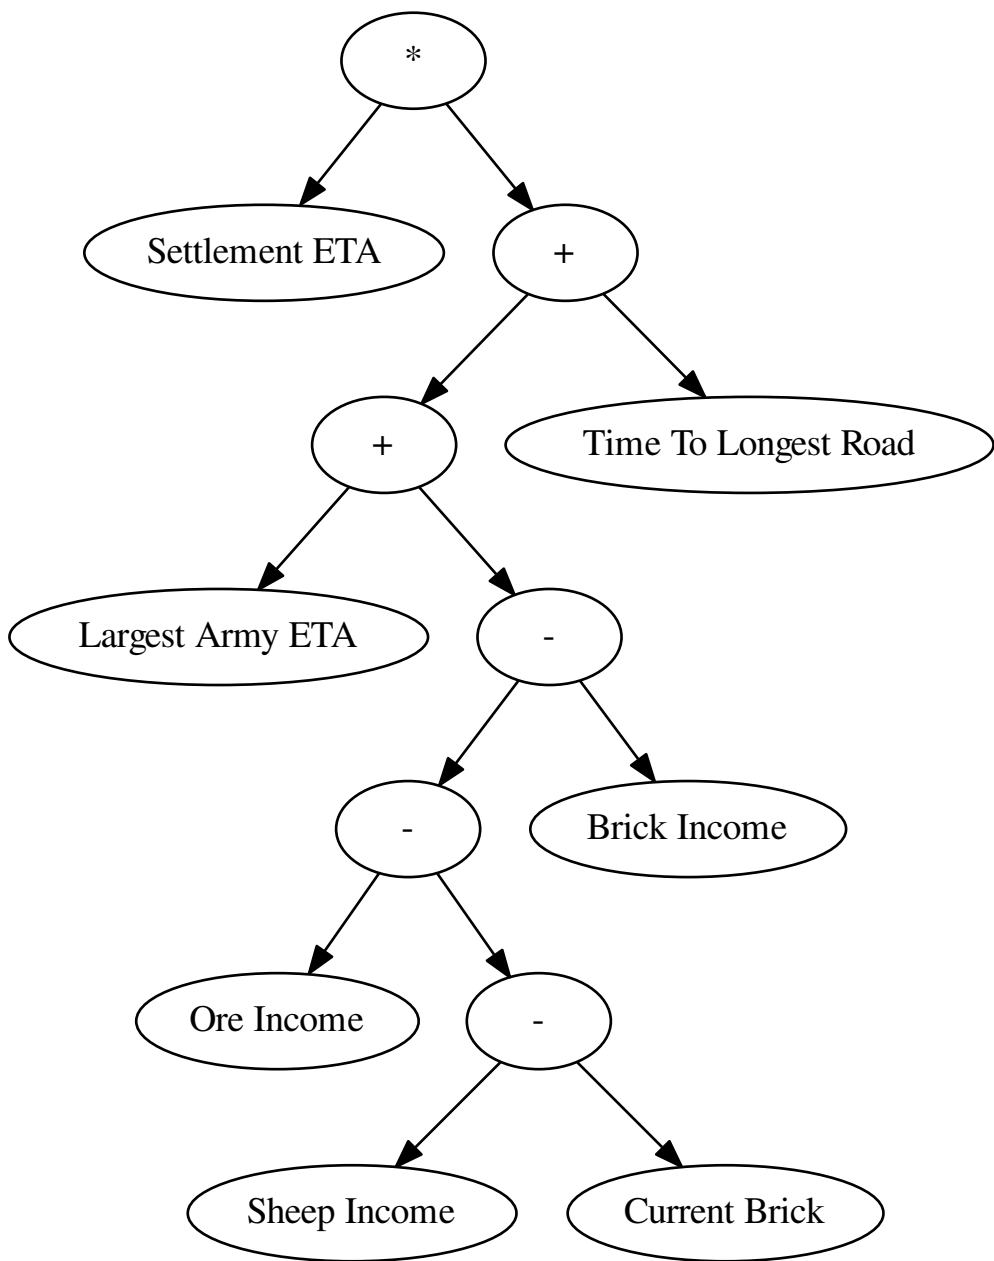 *
Settlement ETA
+
+
Time To Longest Road
Largest Army ETA
-
-
Brick Income
Ore Income
-
Sheep Income
Current Brick